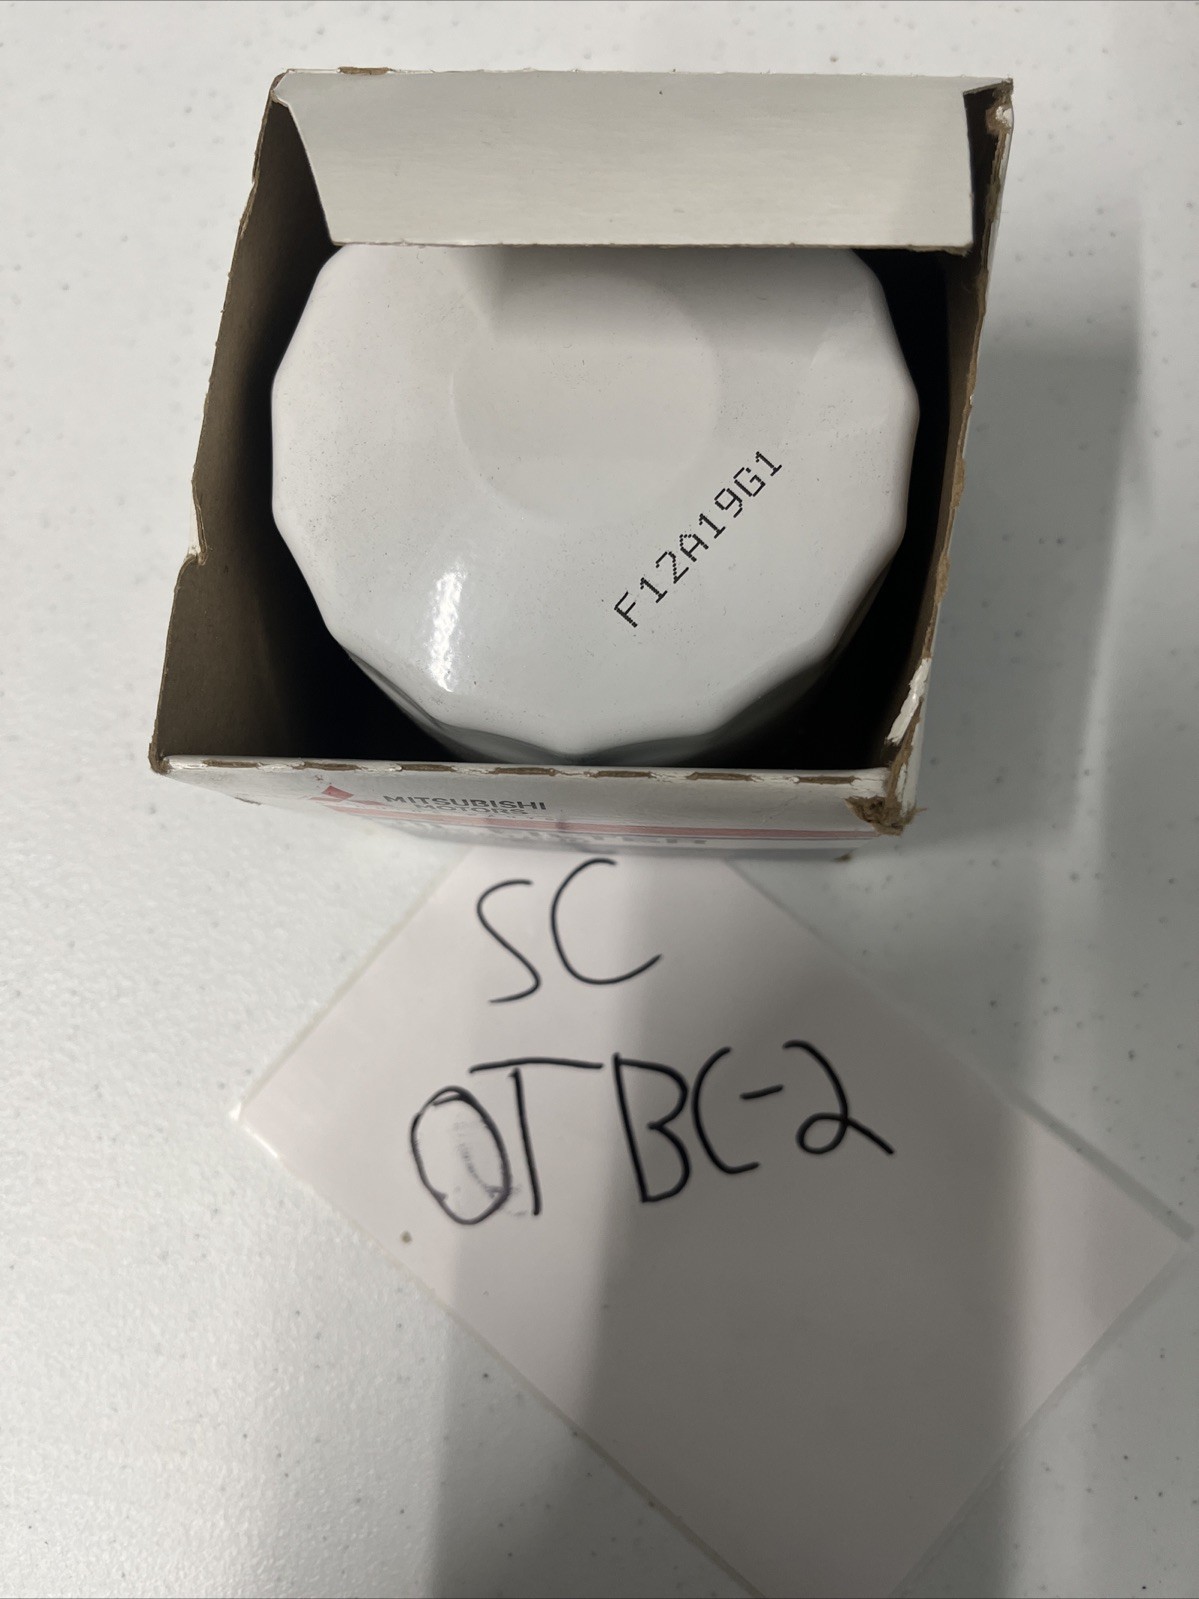 F12A19G1
MITSUBISHI
MOTORS
SC
OTBC-2